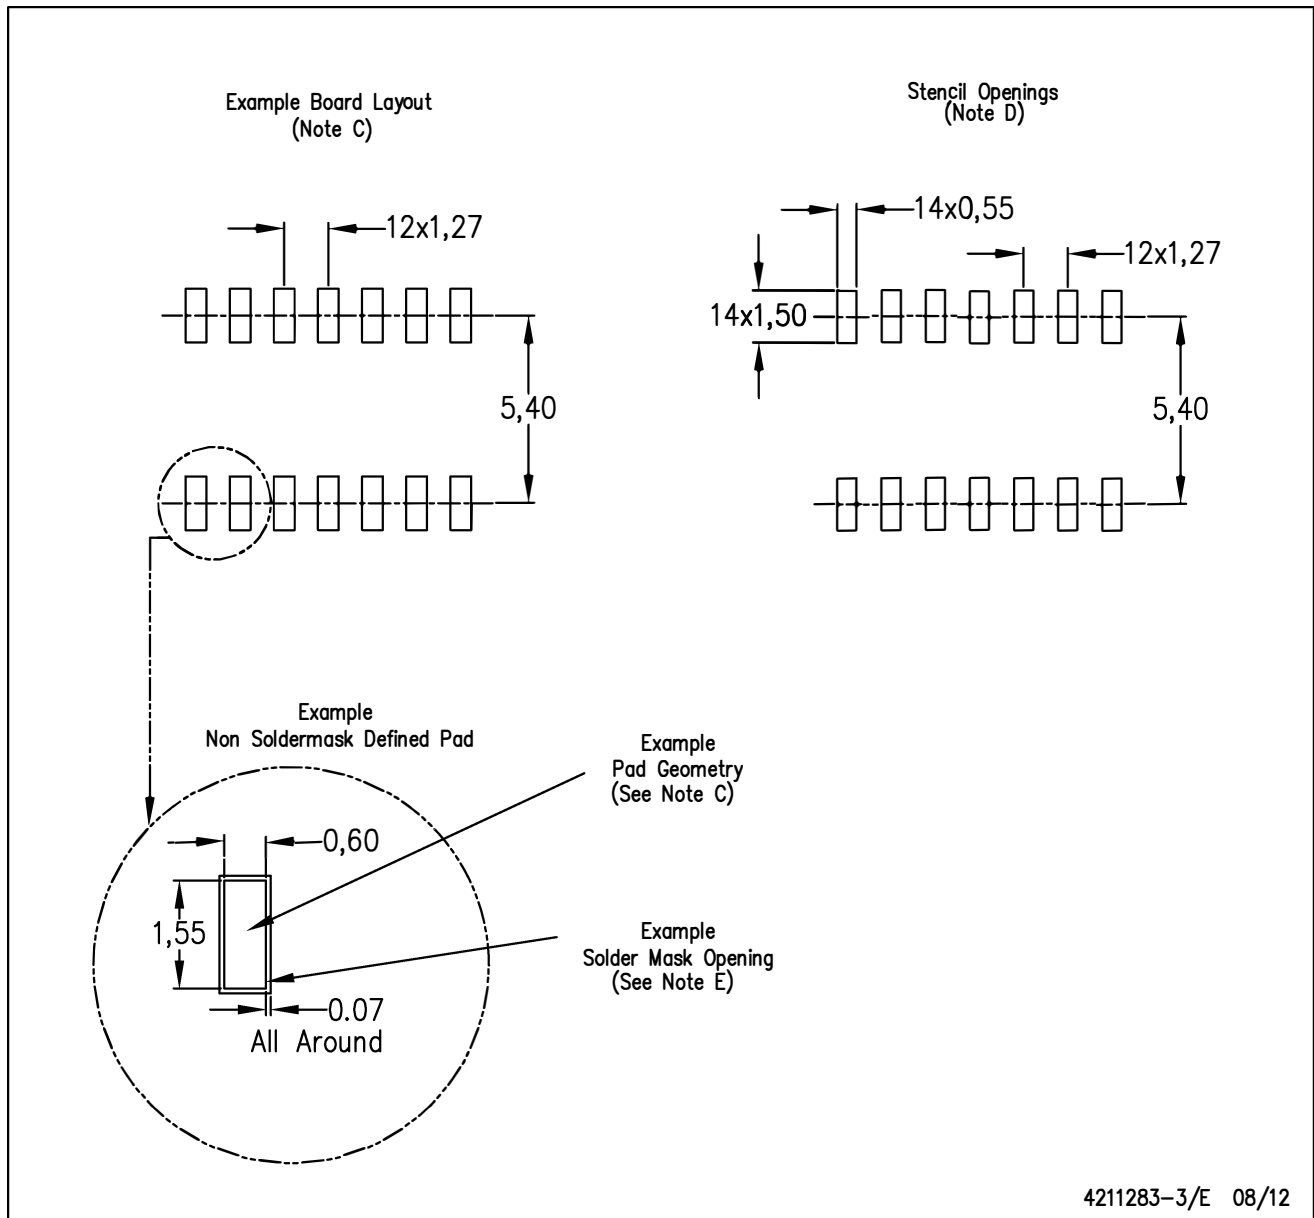 Example Board Layout
(Note C)
12x1,27
5,40
Stencil Openings
(Note D)
14x0,55
12x1,27
14x1,50
5,40
Example
Non Soldermask Defined Pad
0,60
1,55
0.07
All Around
Example
Pad Geometry
(See Note C)
Example
Solder Mask Opening
(See Note E)
4211283-3/E 08/12